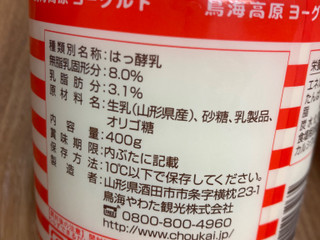 鳥海高原ヨーグルト
鳥海高原ヨーグ
種類別名称:はっ酵乳
無脂乳固形分:8.0%
乳脂肪分:3.1%
原材料名:生乳(山形県産)、砂糖、乳製品、
オリゴ糖
内容量:400g
賞味期限:内ぶたに記載
保存方法:10℃以下で保存してください。
製造者:山形県酒田市市条字横枕23-1
鳥海やわた観光株式会社
0800-800-4960
http://www.choukai.jp/